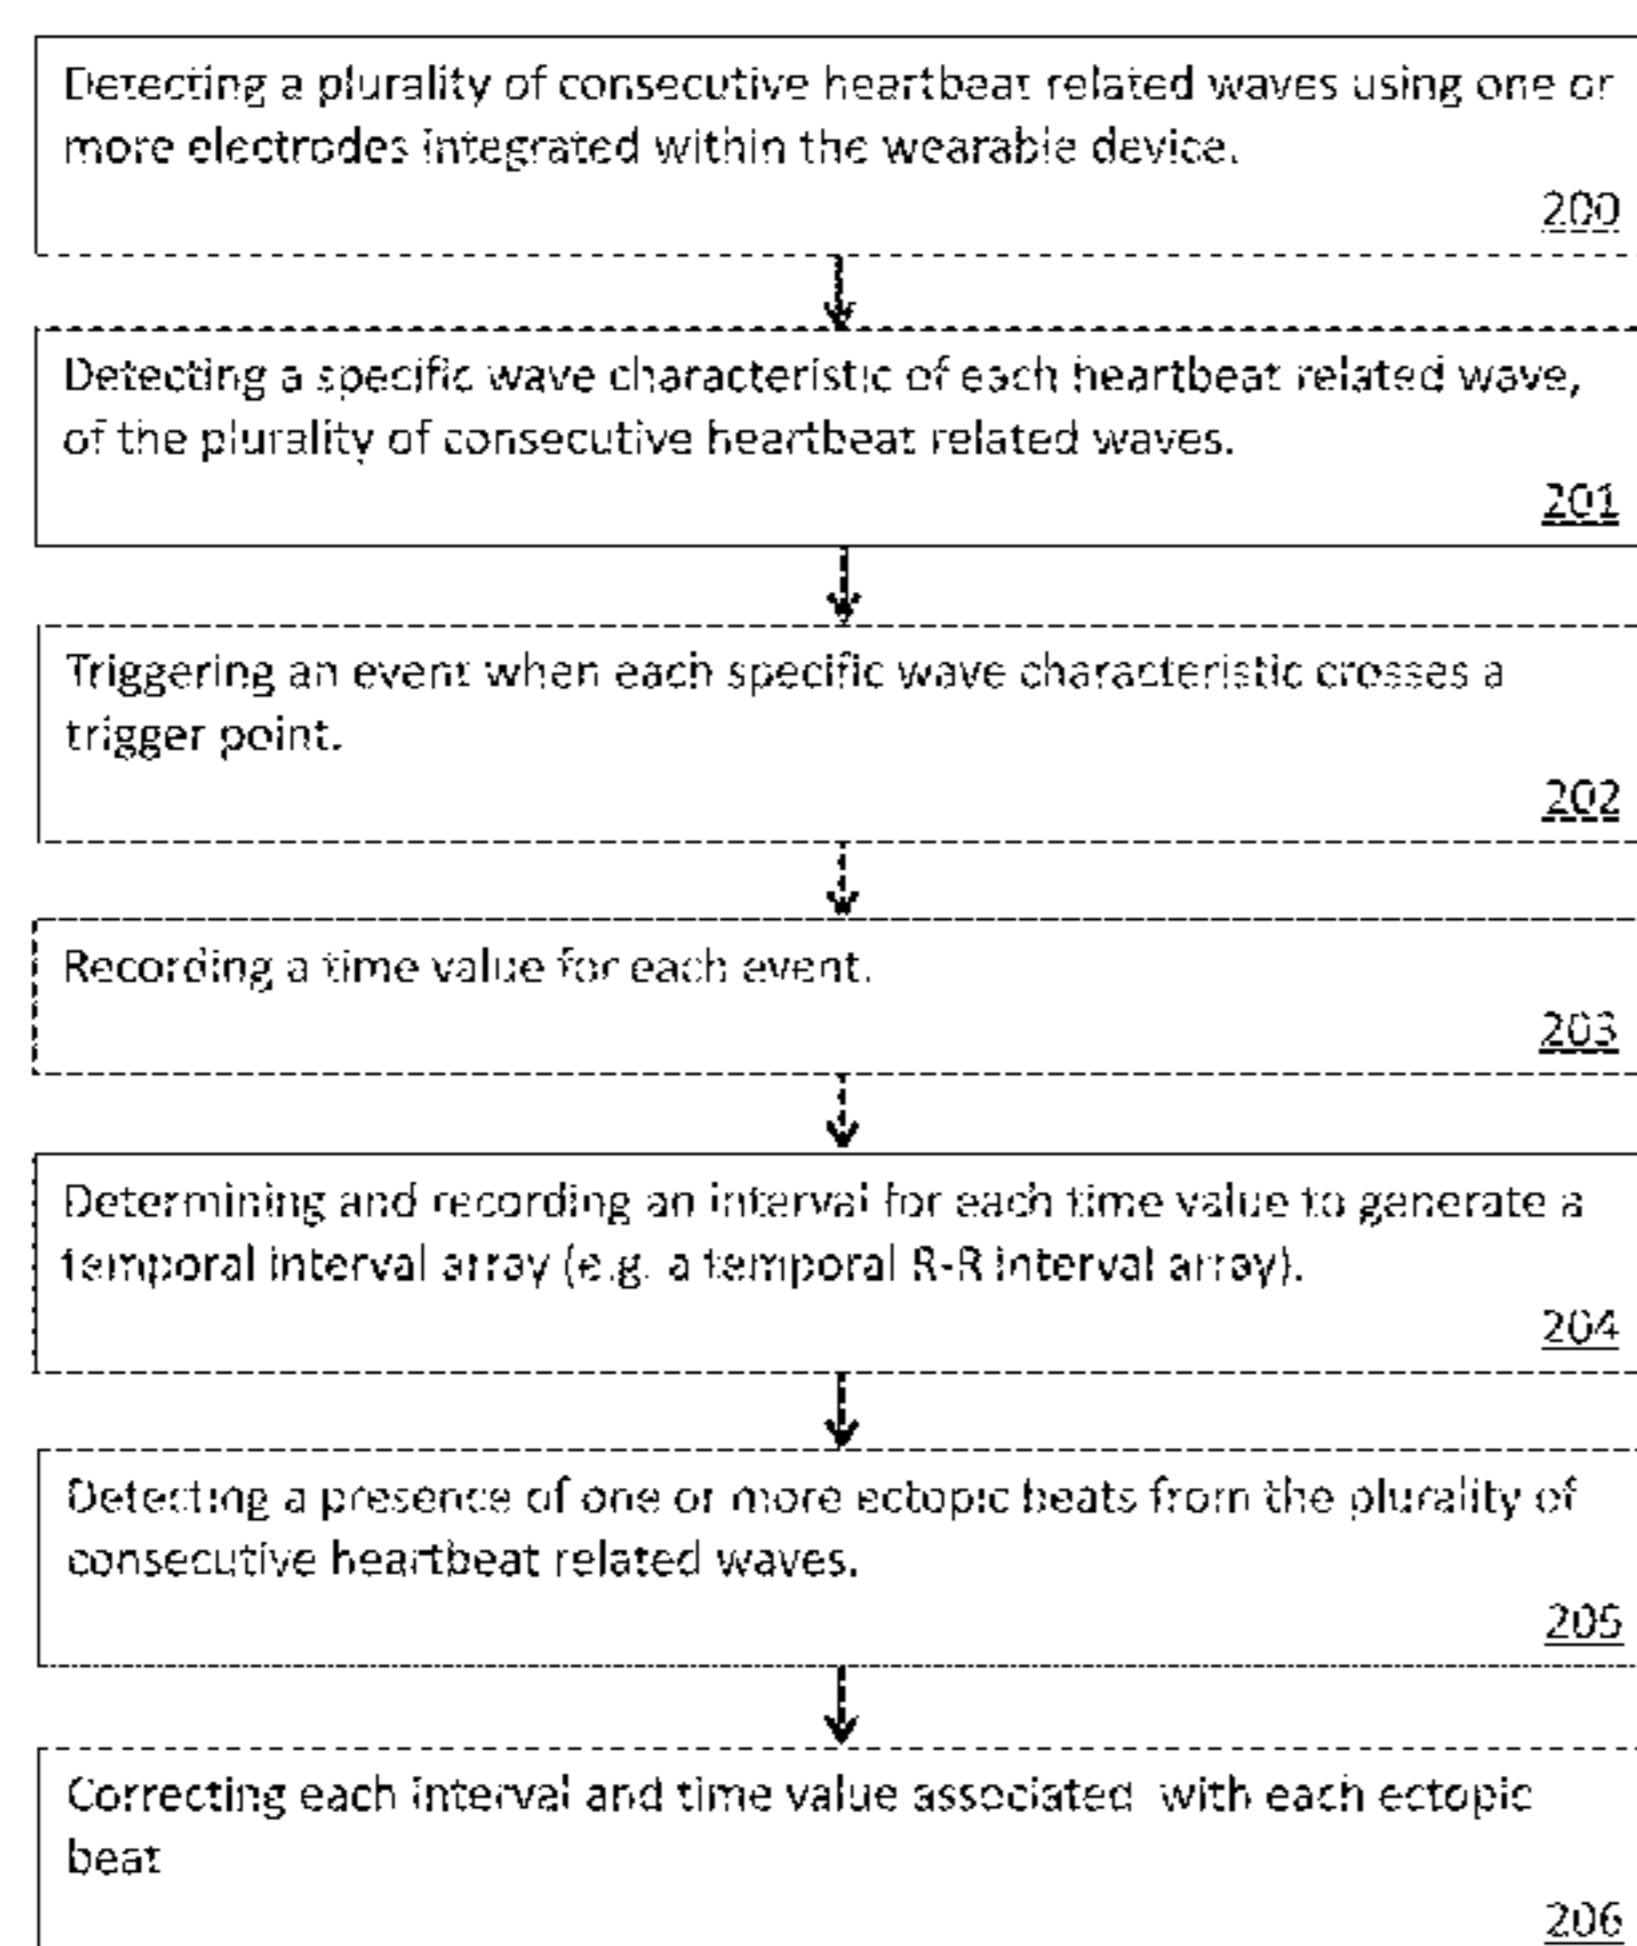 Detecting a plurality of consecutive heartbeat related waves using one or
more electrodes integrated within the wearable device.
200
Detecting a specific wave characteristic of each heartbeat related wave,
of the plurality of consecutive heartbeat related waves.
201
Triggering an event when each specific wave characteristic crosses a
trigger point.
202
Recording a time value for each event.
203
Determining and recording an interval for each time value to generate a
temporal interval array (e.g. a temporal R-R interval array).
204
Detecting a presence of one or more ectopic beats from the plurality of
consecutive heartbeat related waves.
205
Correcting each interval and time value associated with each ectopic
beat
206